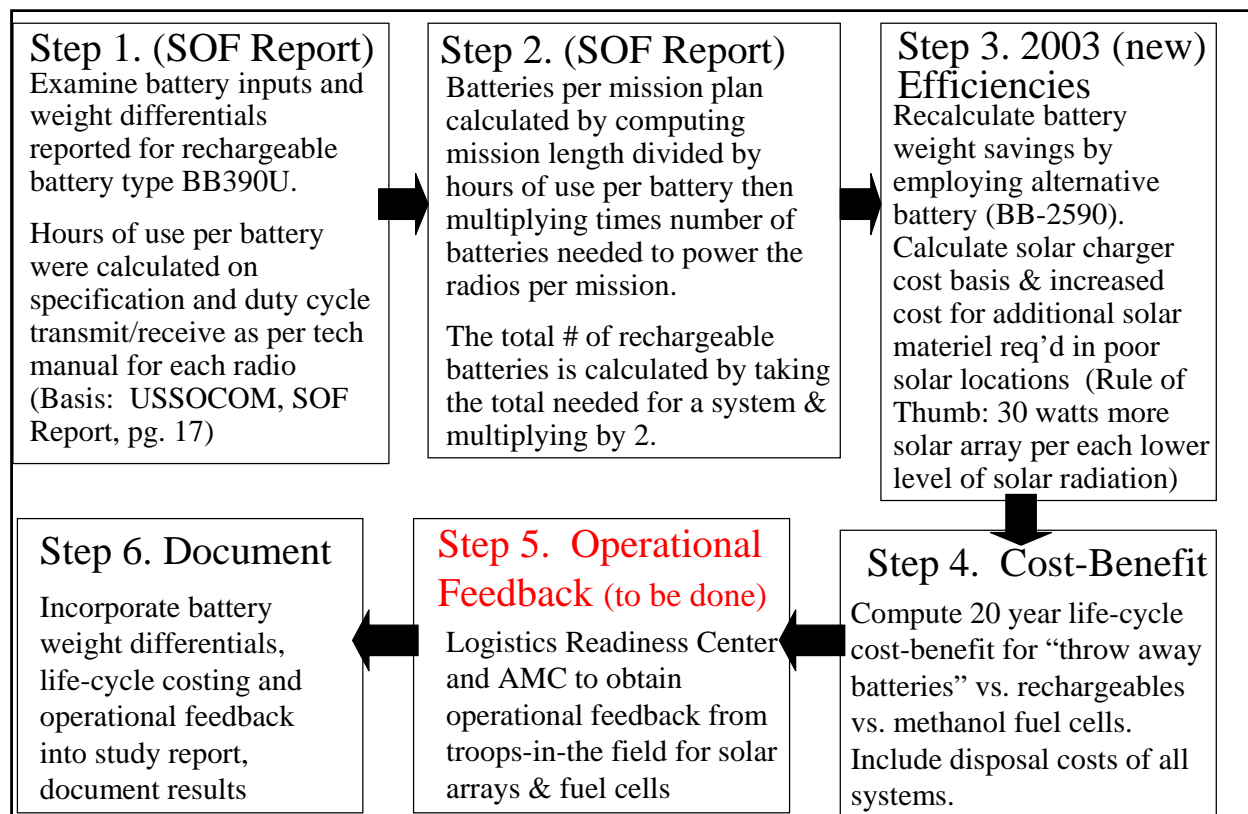 Step 1. (SOF Report)
Examine battery inputs and
weight differentials
reported for rechargeable
battery type BB390U.
Hours of use per battery
were calculated on
specification and duty cycle
transmit/receive as per tech
manual for each radio
(Basis: USSOCOM, SOF
Report, pg. 17)
Step 2. (SOF Report)
Batteries per mission plan
calculated by computing
mission length divided by
hours of use per battery then
multiplying times number of
batteries needed to power the
radios per mission.
The total # of rechargeable
batteries is calculated by taking
the total needed for a system &
multiplying by 2.
Step 3. 2003 (new)
Efficiencies
Recalculate battery
weight savings by
employing alternative
battery (BB-2590).
Calculate solar charger
cost basis & increased
cost for additional solar
materiel req'd in poor
solar locations (Rule of
Thumb: 30 watts more
solar array per each lower
level of solar radiation)
Step 4. Cost-Benefit
Compute 20 year life-cycle
cost-benefit for “throw away
batteries” vs. rechargeables
vs. methanol fuel cells.
Include disposal costs of all
systems.
Step 5. Operational
Feedback (to be done)
Logistics Readiness Center
and AMC to obtain
operational feedback from
troops-in-the field for solar
arrays & fuel cells
Step 6. Document
Incorporate battery
weight differentials,
life-cycle costing and
operational feedback
into study report,
document results